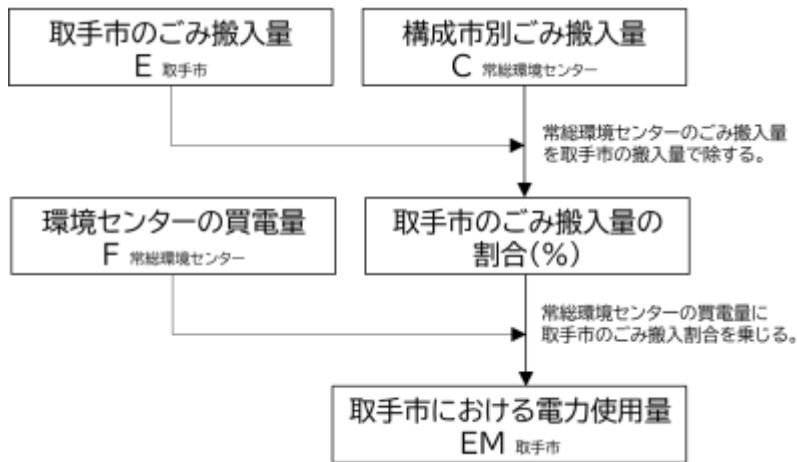 取手市のごみ搬入量
E 取手市
構成市別ごみ搬入量
C 常総環境センター
常総環境センターのごみ搬入量
を取手市の搬入量で除する。
環境センターの買電量
F 常総環境センター
取手市のごみ搬入量の
割合(%)
常総環境センターの買電量に
取手市のごみ搬入割合を乗じる。
取手市における電力使用量
EM 取手市